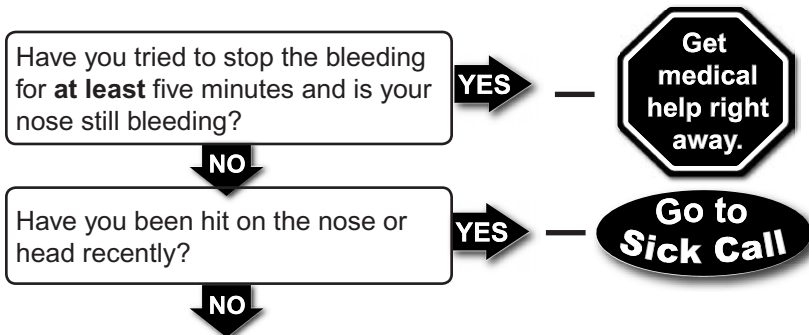 Have you tried to stop the bleeding
for at least five minutes and is your
nose still bleeding?
YES
Get
medical
help right
away.
NO
Have you been hit on the nose or
head recently?
YES
Go to
Sick Call
NO